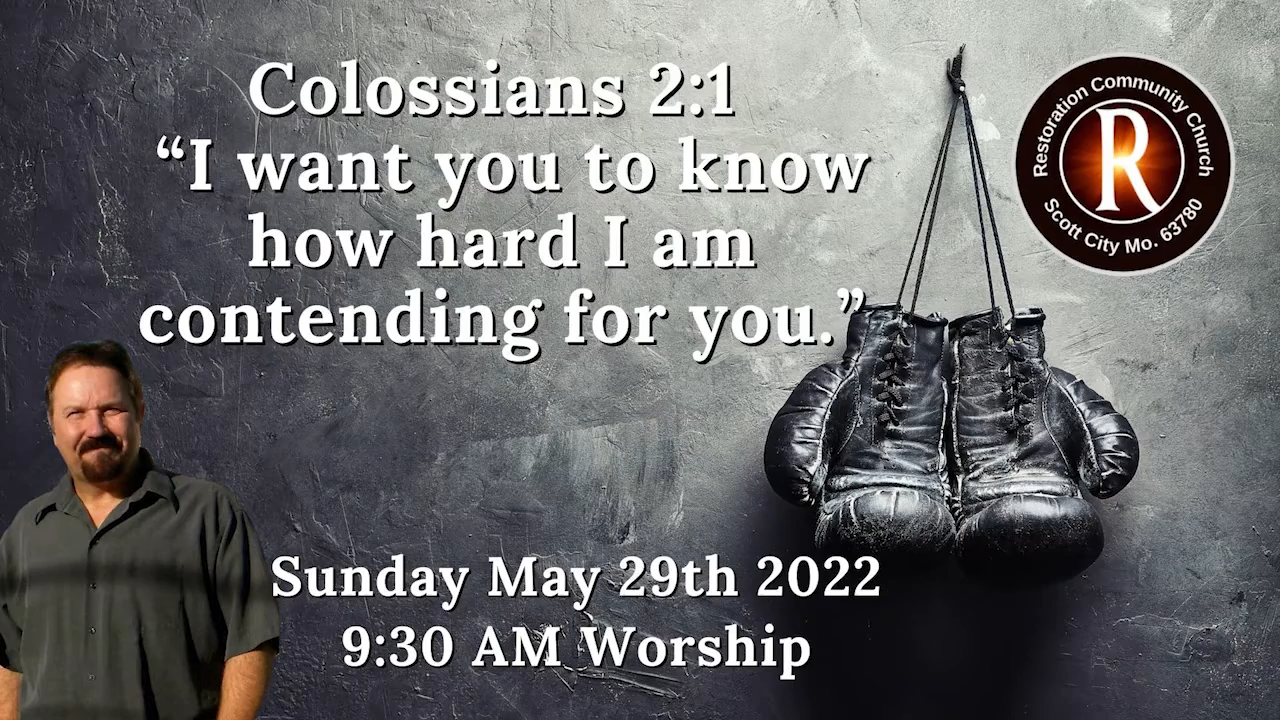 Colossians 2:1
“I want you to know
how hard I am
contending for you.”
Restoration Community Church
R
Scott City Mo. 63780
Sunday May 29th 2022
9:30 AM Worship